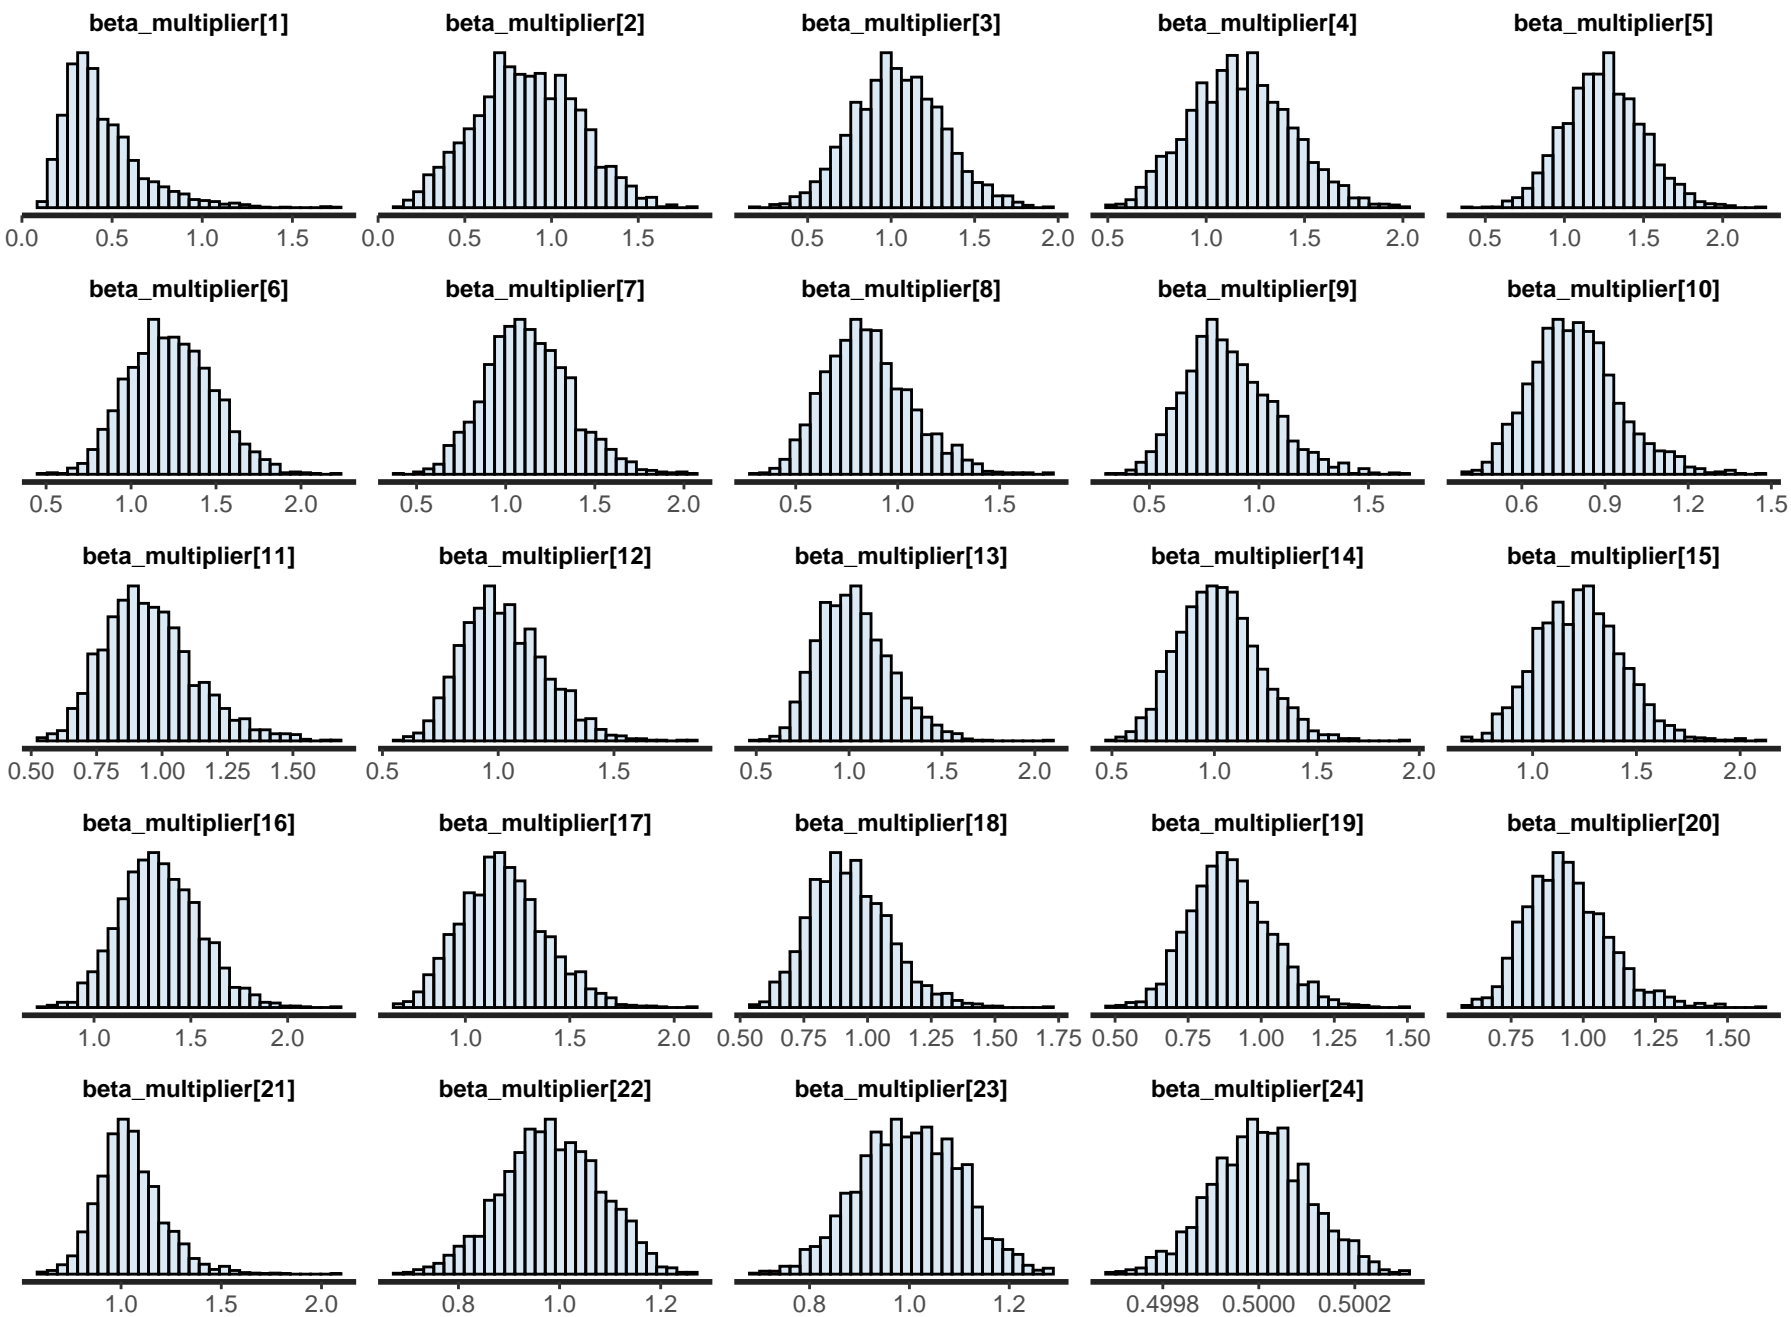 beta_multiplier[1] beta_multiplier[2] beta_multiplier[3] beta_multiplier[4] beta_multiplier[5]
0.0 0.5 1.0 1.5 0.0 0.5 1.0 1.5 0.5 1.0 1.5 2.0 0.5 1.0 1.5 2.0 0.5 1.0 1.5 2.0
beta_multiplier[6] beta_multiplier[7] beta_multiplier[8] beta_multiplier[9] beta_multiplier[10]
0.5 1.0 1.5 2.0 0.5 1.0 1.5 2.0 0.5 1.0 1.5 0.5 1.0 1.5 0.6 0.9 1.2 1.5
beta_multiplier[11] beta_multiplier[12] beta_multiplier[13] beta_multiplier[14] beta_multiplier[15]
0.50 0.75 1.00 1.25 1.50 0.5 1.0 1.5 0.5 1.0 1.5 2.0 0.5 1.0 1.5 2.0 1.0 1.5 2.0
beta_multiplier[16] beta_multiplier[17] beta_multiplier[18] beta_multiplier[19] beta_multiplier[20]
1.0 1.5 2.0 1.0 1.5 2.0 0.50 0.75 1.00 1.25 1.75 0.50 0.75 1.00 1.25 1.50 0.75 1.00 1.25 1.50
beta_multiplier[21] beta_multiplier[22] beta_multiplier[23] beta_multiplier[24]
1.0 1.5 2.0 0.8 1.0 1.2 0.8 1.0 1.2 0.4998 0.5000 0.5002